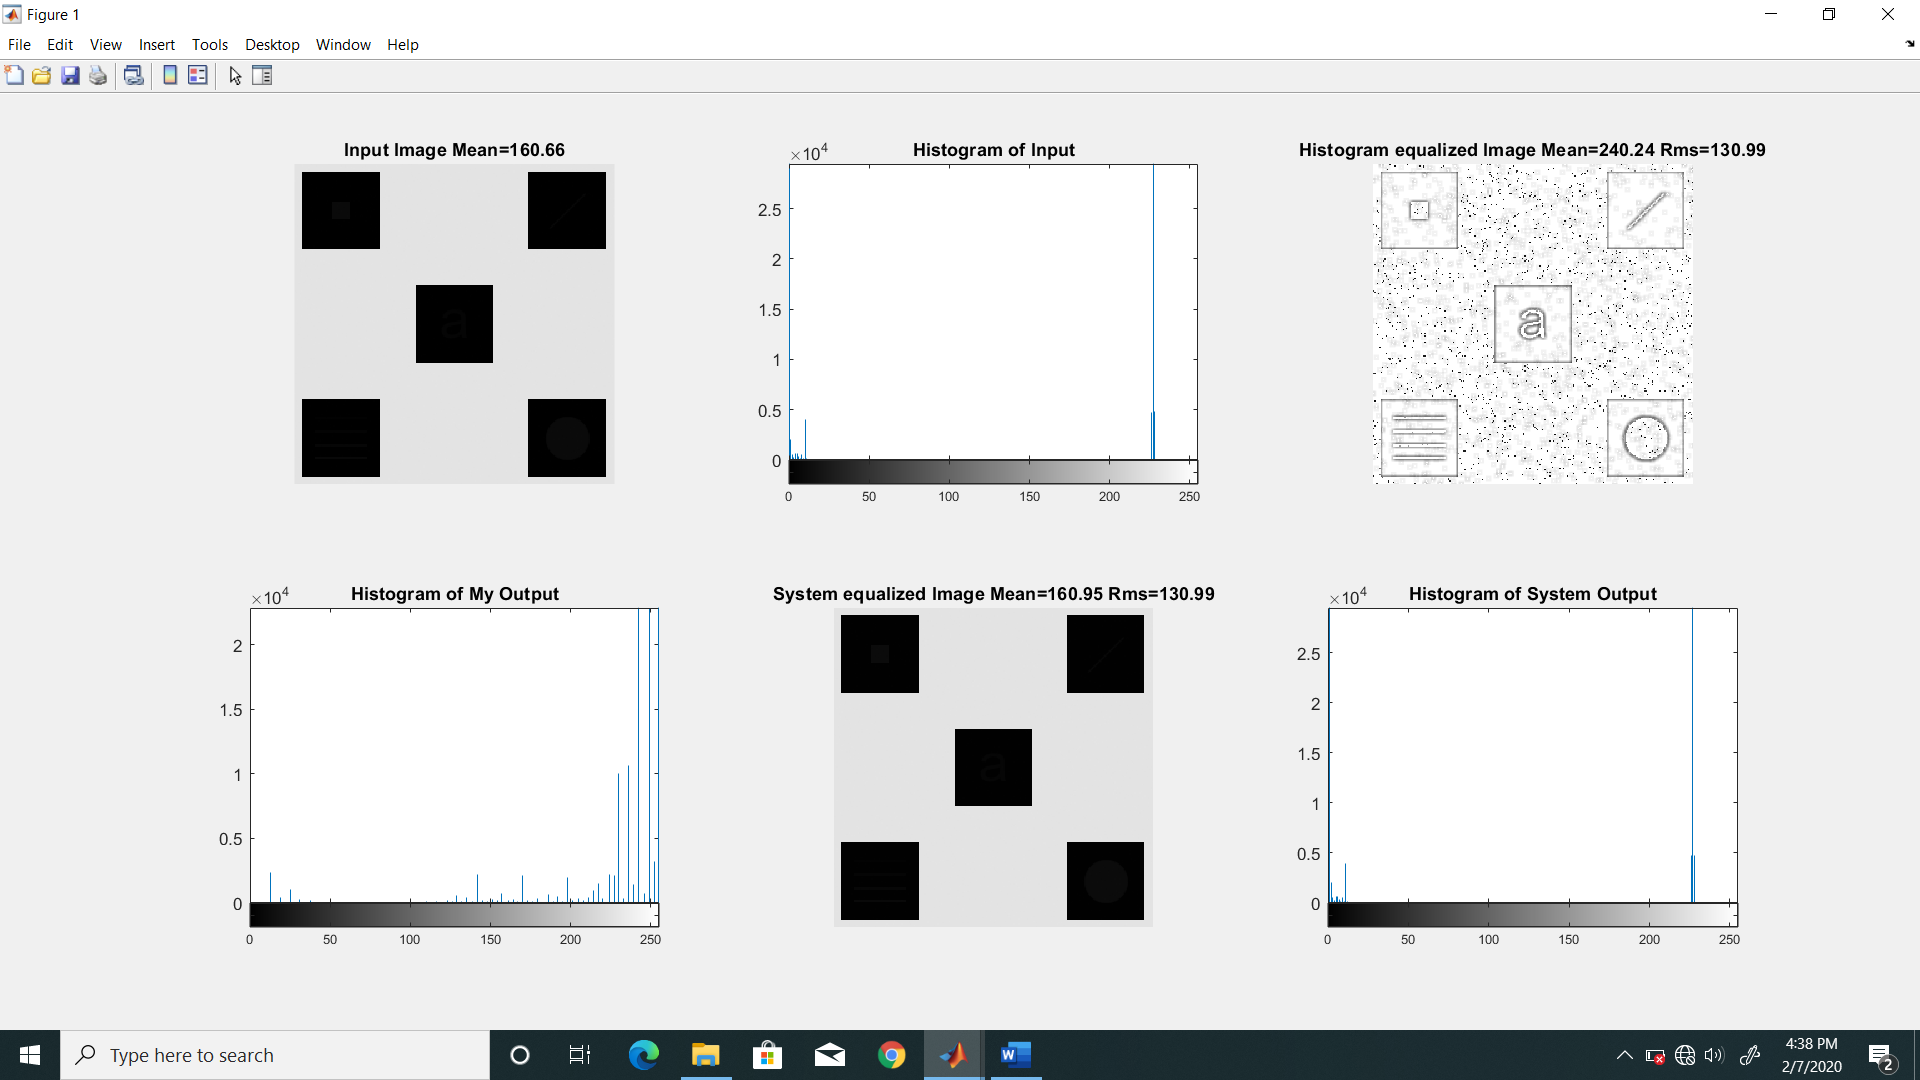 Figure 1
File Edit View Insert Tools Desktop Window Help
Input Image Mean=160.66
a
Histogram of Input
×10^4
2.5
2
1.5
1
0.5
0
0 50 100 150 200 250
Histogram equalized Image Mean=240.24 Rms=130.99
a
Histogram of My Output
×10^4
2
1.5
1
0.5
0
0 50 100 150 200 250
System equalized Image Mean=160.95 Rms=130.99
a
Histogram of System Output
×10^4
2.5
2
1.5
1
0.5
0
0 50 100 150 200 250
Type here to search
W
4:38 PM
2/7/2020
2